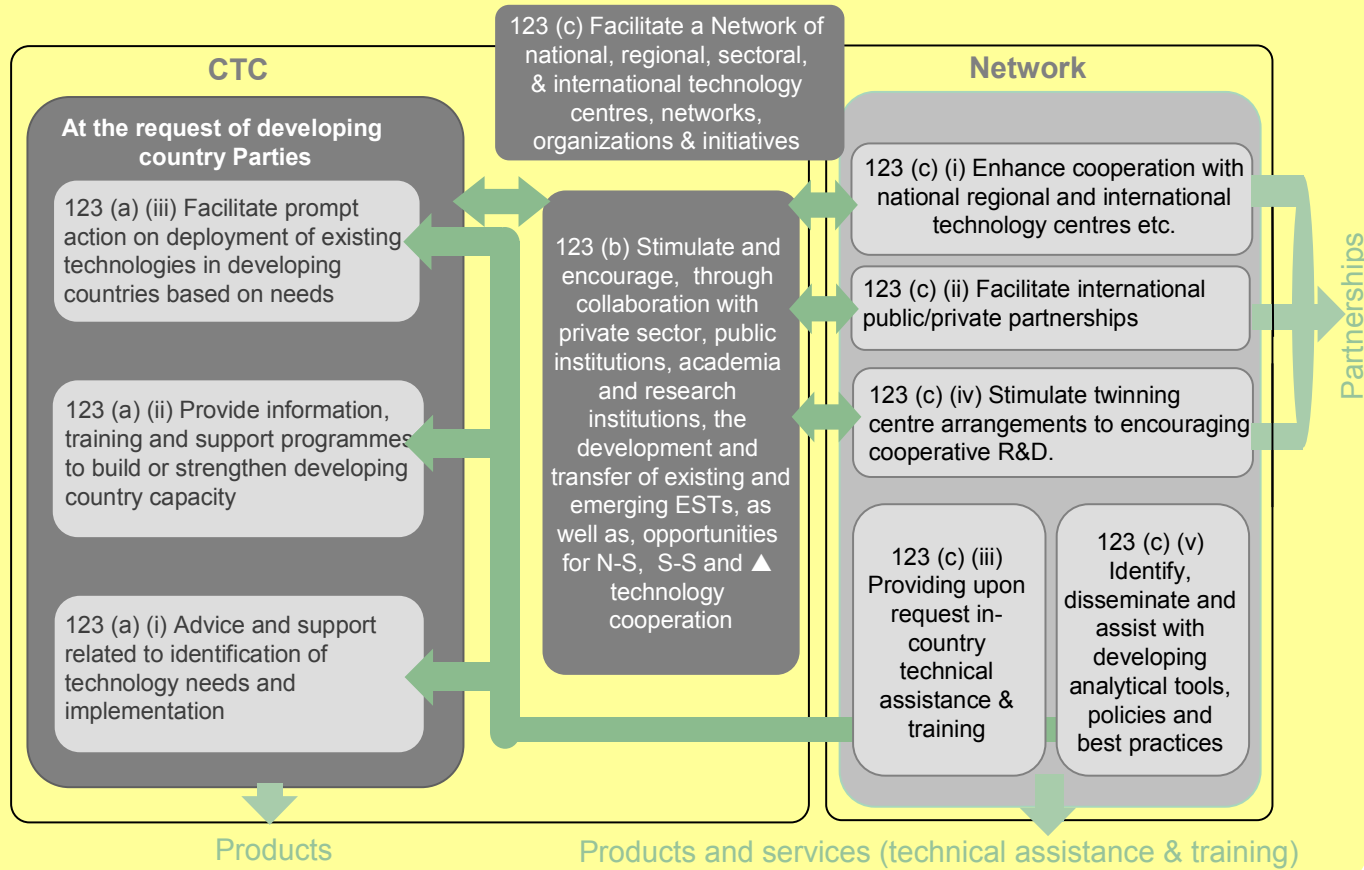 123 (c) Facilitate a Network of
national, regional, sectoral,
& international technology
centres, networks,
organizations & initiatives
CTC
At the request of developing
country Parties
123 (a) (iii) Facilitate prompt
action on deployment of existing
technologies in developing
countries based on needs
123 (a) (ii) Provide information,
training and support programmes
to build or strengthen developing
country capacity
123 (a) (i) Advice and support
related to identification of
technology needs and
implementation
Products
123 (b) Stimulate and
encourage, through
collaboration with
private sector, public
institutions, academia
and research
institutions, the
development and
transfer of existing and
emerging ESTs, as
well as, opportunities
for N-S, S-S and ▲
technology
cooperation
Network
123 (c) (i) Enhance cooperation with
national regional and international
technology centres etc.
123 (c) (ii) Facilitate international
public/private partnerships
123 (c) (iv) Stimulate twinning
centre arrangements to encouraging
cooperative R&D.
123 (c) (iii)
Providing upon
request in-
country
technical
assistance &
training
123 (c) (v)
Identify,
disseminate and
assist with
developing
analytical tools,
policies and
best practices
Partnerships
Products and services (technical assistance & training)